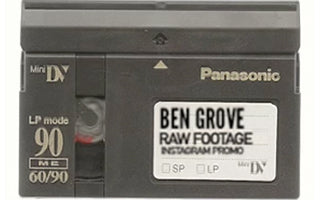 Mini DV
Panasonic
LP mode
90
ME
60/90
BEN GROVE
RAW FOOTAGE
INSTAGRAM PROMO
SP LP Mini DV